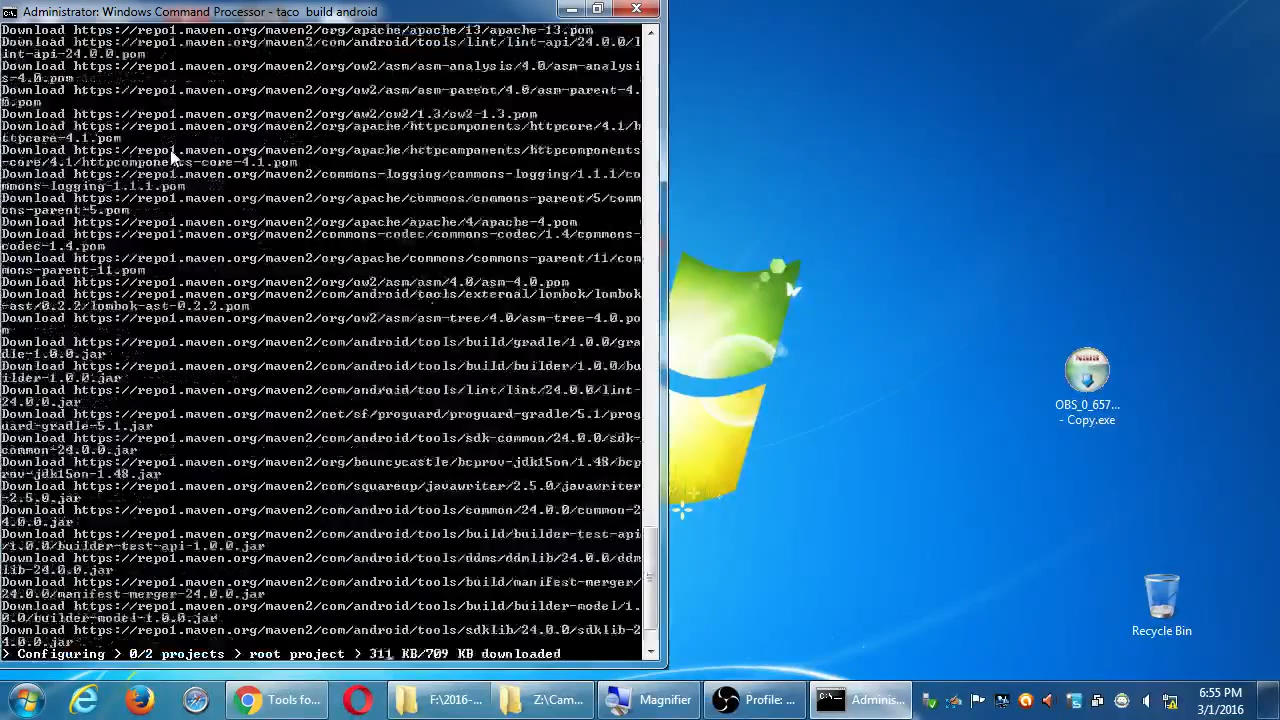 Administrator: Windows Command Processor - taco  build android
Download https://repo1.maven.org/maven2/org/apache/apache/13/apache-13.pom
Download https://repo1.maven.org/maven2/com/android/tools/lint/lint-api/24.0.0/l
int-api-24.0.0.pom
Download https://repo1.maven.org/maven2/org/ow2/asm/asm-analysis/4.0/asm-analysi
s-4.0.pom
Download https://repo1.maven.org/maven2/org/ow2/asm/asm-parent/4.0/asm-parent-4.
0.pom
Download https://repo1.maven.org/maven2/org/ow2/ow2/1.3/ow2-1.3.pom
Download https://repo1.maven.org/maven2/org/apache/httpcomponents/httpcore/4.1/h
ttpcore-4.1.pom
Download https://repo1.maven.org/maven2/org/apache/httpcomponents/httpcomponents
-core/4.1/httpcomponents-core-4.1.pom
Download https://repo1.maven.org/maven2/commons-logging/commons-logging/1.1.1/co
mmons-logging-1.1.1.pom
Download https://repo1.maven.org/maven2/org/apache/commons/commons-parent/5/comm
ons-parent-5.pom
Download https://repo1.maven.org/maven2/org/apache/apache/4/apache-4.pom
Download https://repo1.maven.org/maven2/commons-codec/commons-codec/1.4/commons-
codec-1.4.pom
Download https://repo1.maven.org/maven2/org/apache/commons/commons-parent/11/com
mons-parent-11.pom
Download https://repo1.maven.org/maven2/org/ow2/asm/asm/4.0/asm-4.0.pom
Download https://repo1.maven.org/maven2/com/android/tools/external/lombok/lombok
-ast/0.2.2/lombok-ast-0.2.2.pom
Download https://repo1.maven.org/maven2/org/ow2/asm/asm-tree/4.0/asm-tree-4.0.po
m
Download https://repo1.maven.org/maven2/com/android/tools/build/gradle/1.0.0/gra
dle-1.0.0.jar
Download https://repo1.maven.org/maven2/com/android/tools/build/builder/1.0.0/bu
ilder-1.0.0.jar
Download https://repo1.maven.org/maven2/com/android/tools/lint/lint/24.0.0/lint-
24.0.0.jar
Download https://repo1.maven.org/maven2/net/sf/proguard/proguard-gradle/5.1/prog
uard-gradle-5.1.jar
Download https://repo1.maven.org/maven2/com/android/tools/sdk-common/24.0.0/sdk-
common-24.0.0.jar
Download https://repo1.maven.org/maven2/org/bouncycastle/bcprov-jdk15on/1.48/bcp
rov-jdk15on-1.48.jar
Download https://repo1.maven.org/maven2/com/squareup/javawriter/2.5.0/javawriter
-2.5.0.jar
Download https://repo1.maven.org/maven2/com/android/tools/common/24.0.0/common-2
4.0.0.jar
Download https://repo1.maven.org/maven2/com/android/tools/build/builder-test-api
/1.0.0/builder-test-api-1.0.0.jar
Download https://repo1.maven.org/maven2/com/android/tools/ddms/ddmlib/24.0.0/ddm
lib-24.0.0.jar
Download https://repo1.maven.org/maven2/com/android/tools/build/manifest-merger/
24.0.0/manifest-merger-24.0.0.jar
Download https://repo1.maven.org/maven2/com/android/tools/build/builder-model/1.
0.0/builder-model-1.0.0.jar
Download https://repo1.maven.org/maven2/com/android/tools/sdklib/24.0.0/sdklib-2
4.0.0.jar
> Configuring > 0/2 projects > root project > 311 KB/709 KB downloaded
OBS_0_657...
- Copy.exe
Recycle Bin
Tools fo...
F:\2016-...
Z:\Cam...
Magnifier
Profile: ...
Adminis...
6:55 PM
3/1/2016